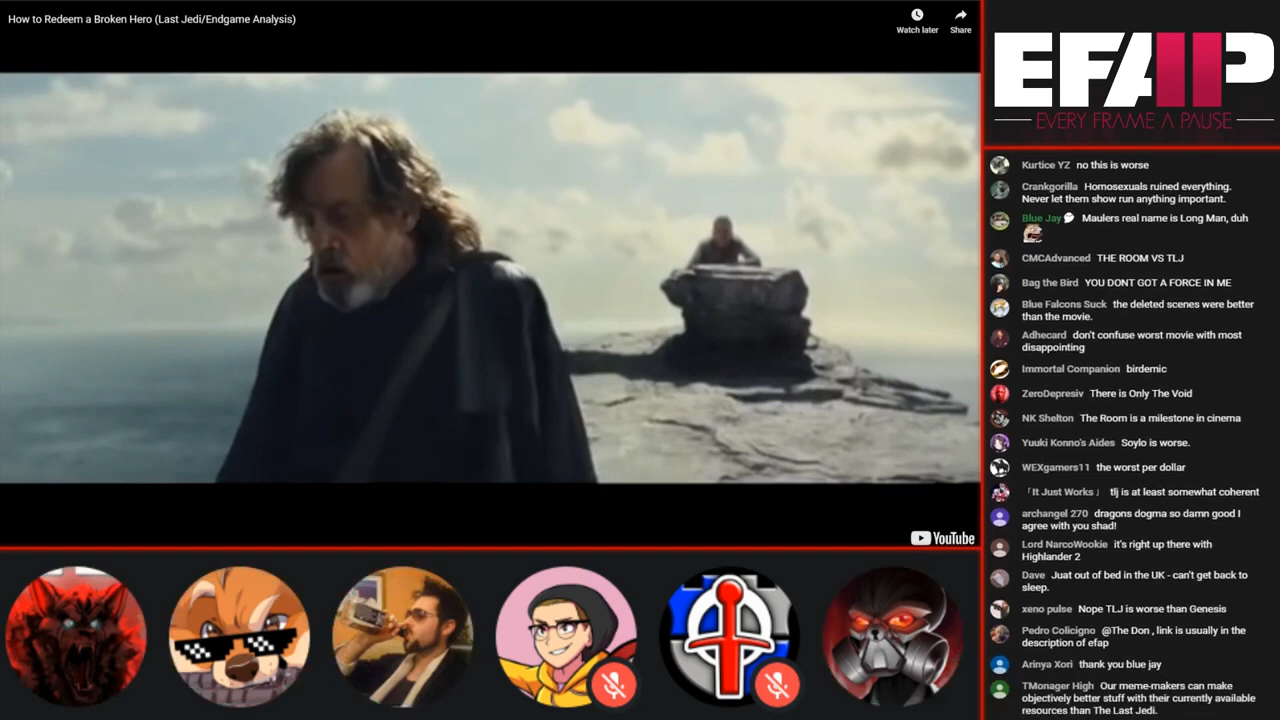 How to Redeem a Broken Hero (Last Jedi/Endgame Analysis)
Watch later
Share
EFAP
EVERY FRAME A PAUSE
Kurtice YZ no this is worse
Crankgorilla Homosexuals ruined everything.
Never let them show run anything important.
Blue Jay Maulers real name is Long Man, duh
CMCAdvanced THE ROOM VS TLJ
Bag the Bird YOU DONT GOT A FORCE IN ME
Blue Falcons Suck the deleted scenes were better
than the movie.
Adhecard don't confuse worst movie with most
disappointing
Immortal Companion birdemic
ZeroDepresiv There is Only The Void
NK Shelton The Room is a milestone in cinema
Yuuki Konno's Aides Soylo is worse.
WEXgamers11 the worst per dollar
「It Just Works」 tlj is at least somewhat coherent
archangel 270 dragons dogma so damn good I
agree with you shad!
Lord NarcoWookie it's right up there with
Highlander 2
Dave Juat out of bed in the UK - can't get back to
sleep.
xeno pulse Nope TLJ is worse than Genesis
Pedro Colicigno @The Don , link is usually in the
description of efap
Arinya Xori thank you blue jay
TManager High Our meme-makers can make
objectively better stuff with their currently available
resources than The Last Jedi.
YouTube